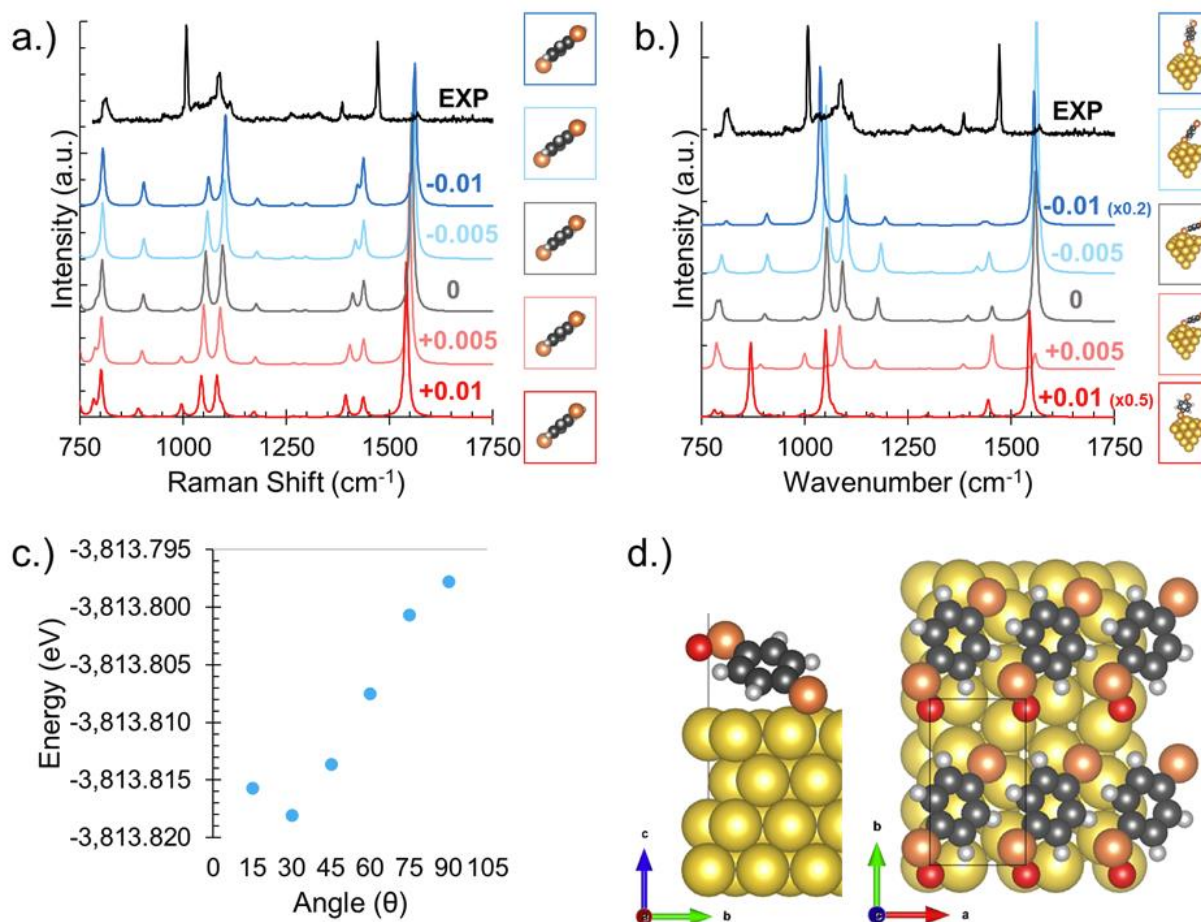 a.)
EXP
-0.01
-0.005
0
+0.005
+0.01
Intensity (a.u.)
750 1000 1250 1500 1750
Raman Shift (cm-1)
b.)
EXP
-0.01 (x0.2)
-0.005
0
+0.005
+0.01 (x0.5)
Intensity (a.u.)
750 1000 1250 1500 1750
Wavenumber (cm-1)
c.)
-3,813.795
-3,813.800
-3,813.805
-3,813.810
-3,813.815
-3,813.820
Energy (eV)
0 15 30 45 60 75 90 105
Angle (θ)
d.)
c
b
b
a